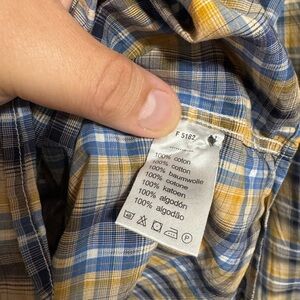 F 5182
100% coton
100% cotton
100% baumwolle
100% cotone
100% katoen
100% algodón
100% algodão